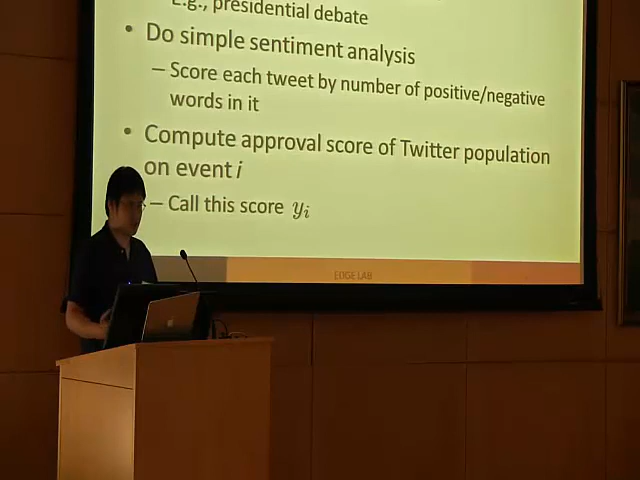 E.g., presidential debate
• Do simple sentiment analysis
– Score each tweet by number of positive/negative
words in it
• Compute approval score of Twitter population
on event i
– Call this score yᵢ
EDGE LAB